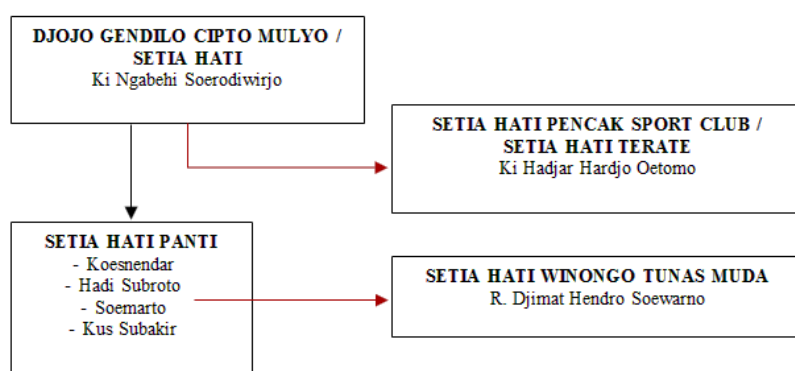 DJOJO GENDILO CIPTO MULYO /
SETIA HATI
Ki Ngabehi Soerodiwirjo
SETIA HATI PENCAK SPORT CLUB /
SETIA HATI TERATE
Ki Hadjar Hardjo Oetomo
SETIA HATI PANTI
- Koesnendar
- Hadi Subroto
- Soemarto
- Kus Subakir
SETIA HATI WINONGO TUNAS MUDA
R. Djimat Hendro Soewarno